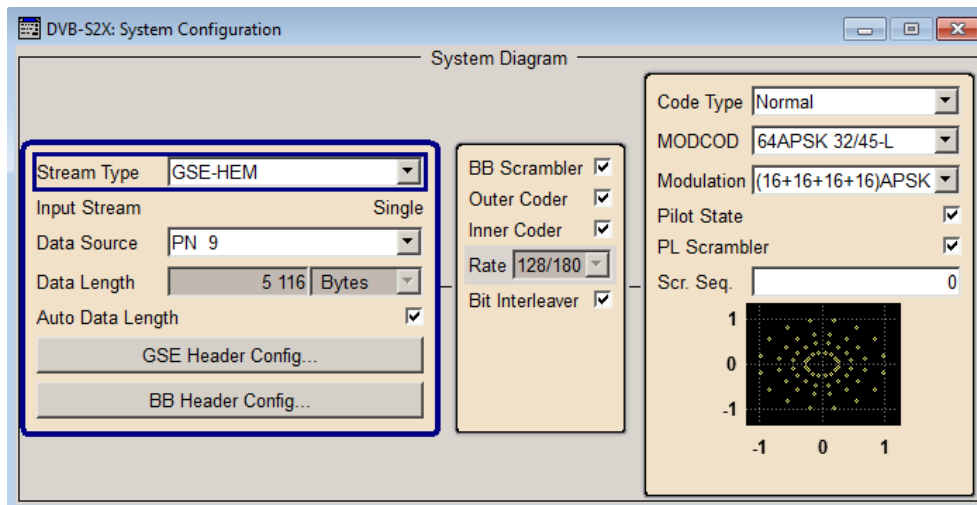 DVB-S2X: System Configuration
System Diagram
Stream Type GSE-HEM
Input Stream Single
Data Source PN 9
Data Length 5 116 Bytes
Auto Data Length
GSE Header Config...
BB Header Config...
BB Scrambler
Outer Coder
Inner Coder
Rate 128/180
Bit Interleaver
Code Type Normal
MODCOD 64APSK 32/45-L
Modulation (16+16+16+16)APSK
Pilot State
PL Scrambler
Scr. Seq. 0
1
0
-1
-1 0 1